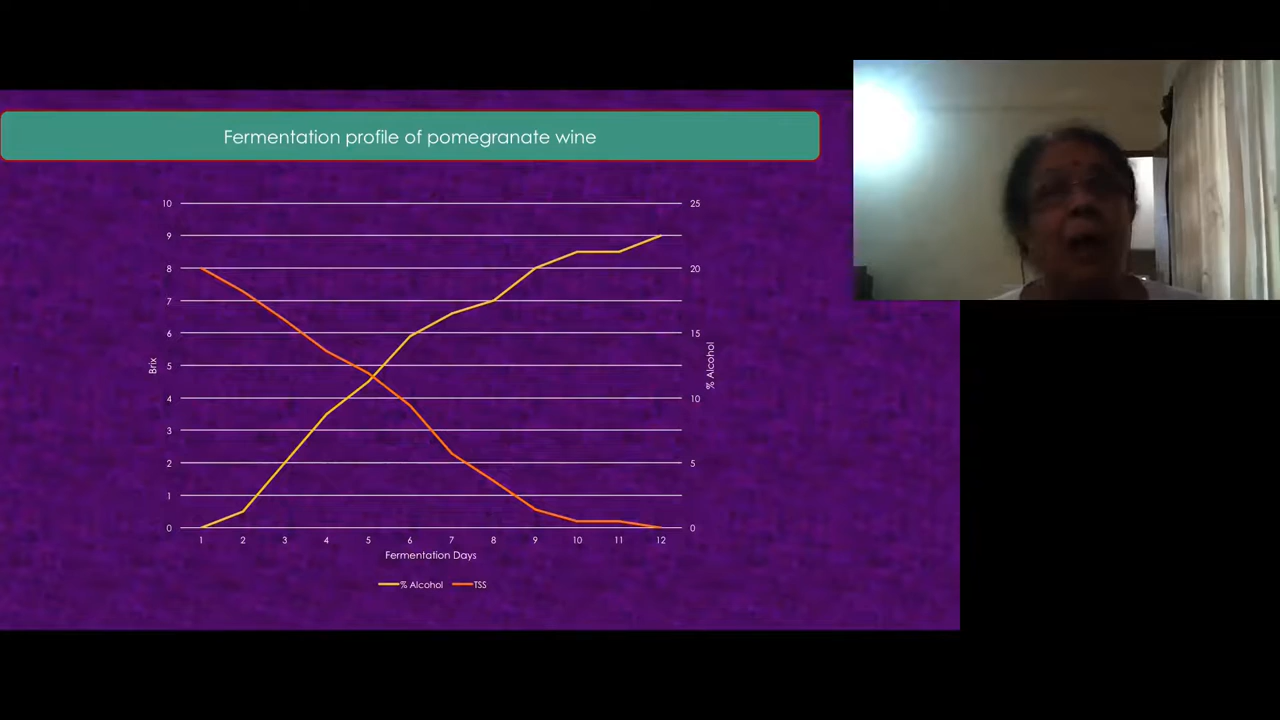 Fermentation profile of pomegranate wine
10
9
8
7
6
5
4
3
2
1
0
Brix
25
20
15
10
5
0
% Alcohol
1 2 3 4 5 6 7 8 9 10 11 12
Fermentation Days
% Alcohol TSS